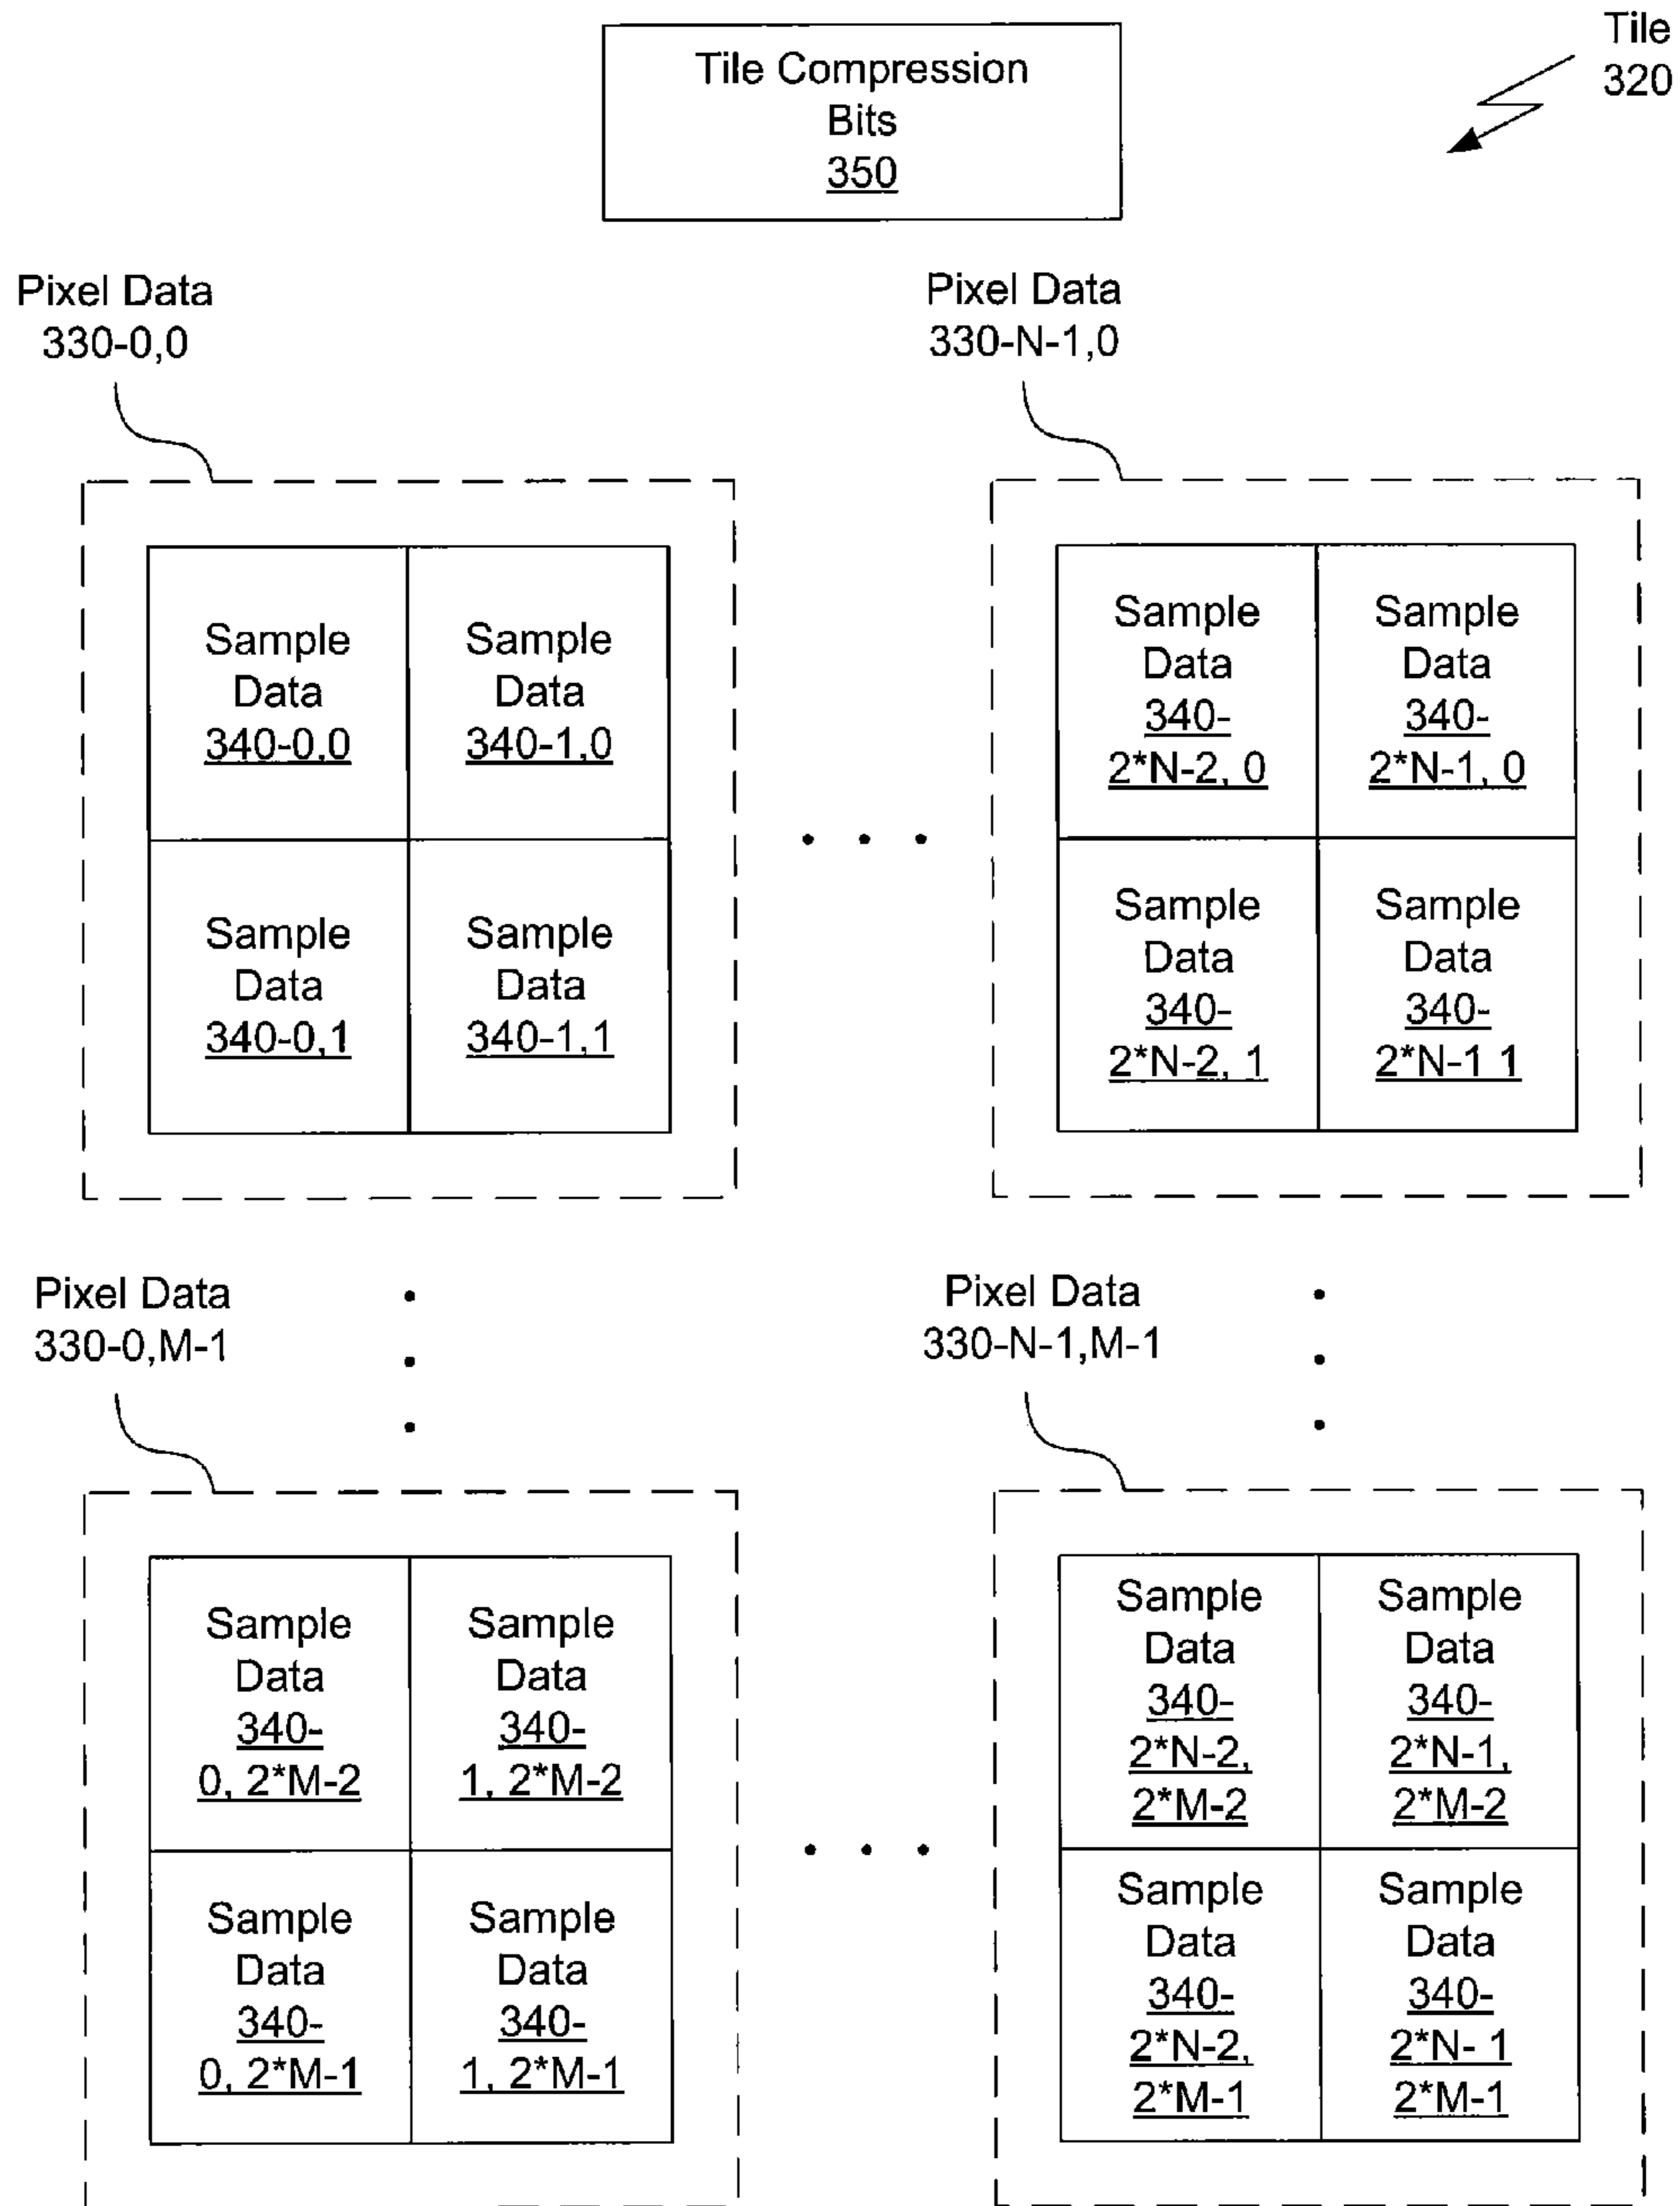 Tile
320
Tile Compression
Bits
350
Pixel Data
330-0,0
Pixel Data
330-N-1,0
Sample
Data
340-0,0
Sample
Data
340-1,0
Sample
Data
340-
2*N-2, 0
Sample
Data
340-
2*N-1, 0
Sample
Data
340-0,1
Sample
Data
340-1,1
Sample
Data
340-
2*N-2, 1
Sample
Data
340-
2*N-1 1
Pixel Data
330-0,M-1
Pixel Data
330-N-1,M-1
Sample
Data
340-
0, 2*M-2
Sample
Data
340-
1, 2*M-2
Sample
Data
340-
2*N-2,
2*M-2
Sample
Data
340-
2*N-1,
2*M-2
Sample
Data
340-
0, 2*M-1
Sample
Data
340-
1, 2*M-1
Sample
Data
340-
2*N-2,
2*M-1
Sample
Data
340-
2*N- 1
2*M-1